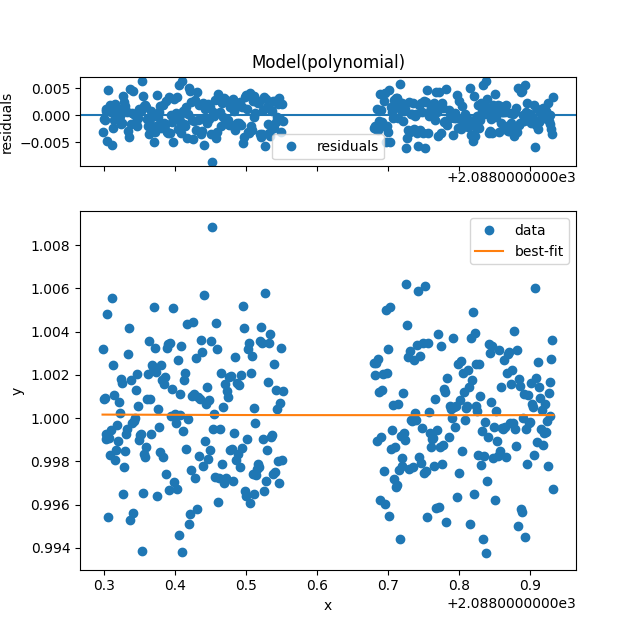 Model(polynomial)
0.005
0.000
−0.005
residuals
residuals
+2.0880000000e3
1.008
1.006
1.004
1.002
1.000
0.998
0.996
0.994
y
data
best-fit
0.3 0.4 0.5 0.6 0.7 0.8 0.9
x
+2.0880000000e3